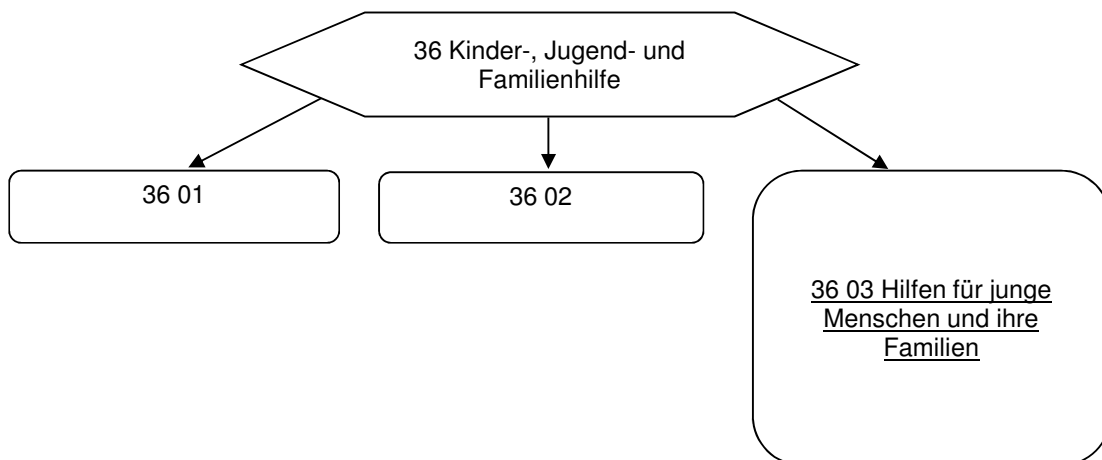 36 Kinder-, Jugend- und
Familienhilfe
36 01
36 02
36 03 Hilfen für junge
Menschen und ihre
Familien